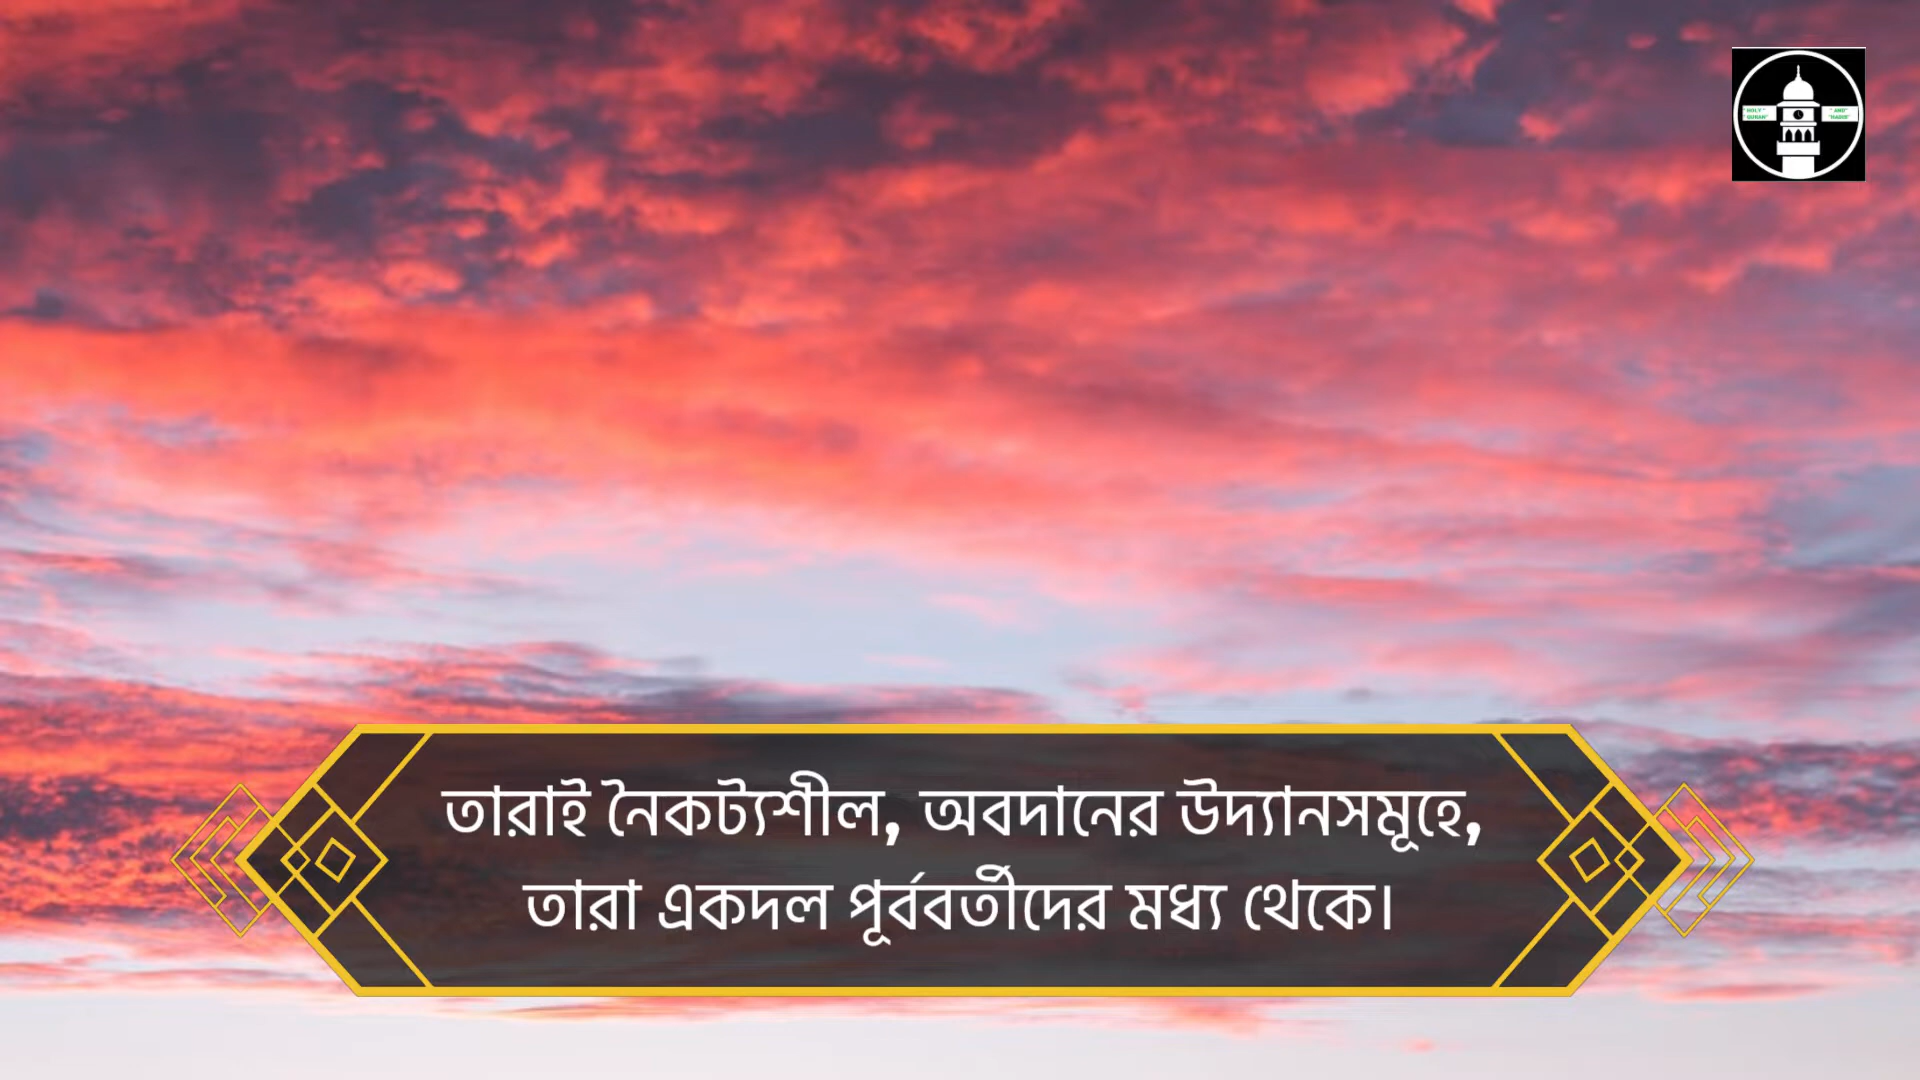 তারাই নৈকট্যশীল, অবদানের উদ্যানসমূহে,
তারা একদল পূর্ববর্তীদের মধ্য থেকে।